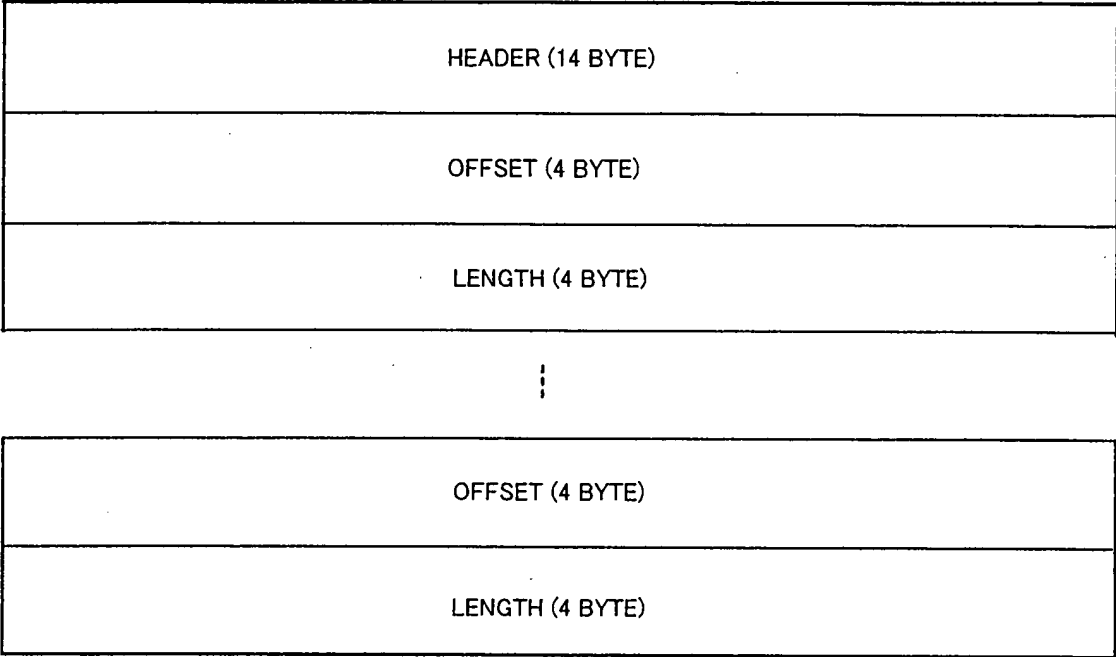 HEADER (14 BYTE)
OFFSET (4 BYTE)
LENGTH (4 BYTE)
OFFSET (4 BYTE)
LENGTH (4 BYTE)